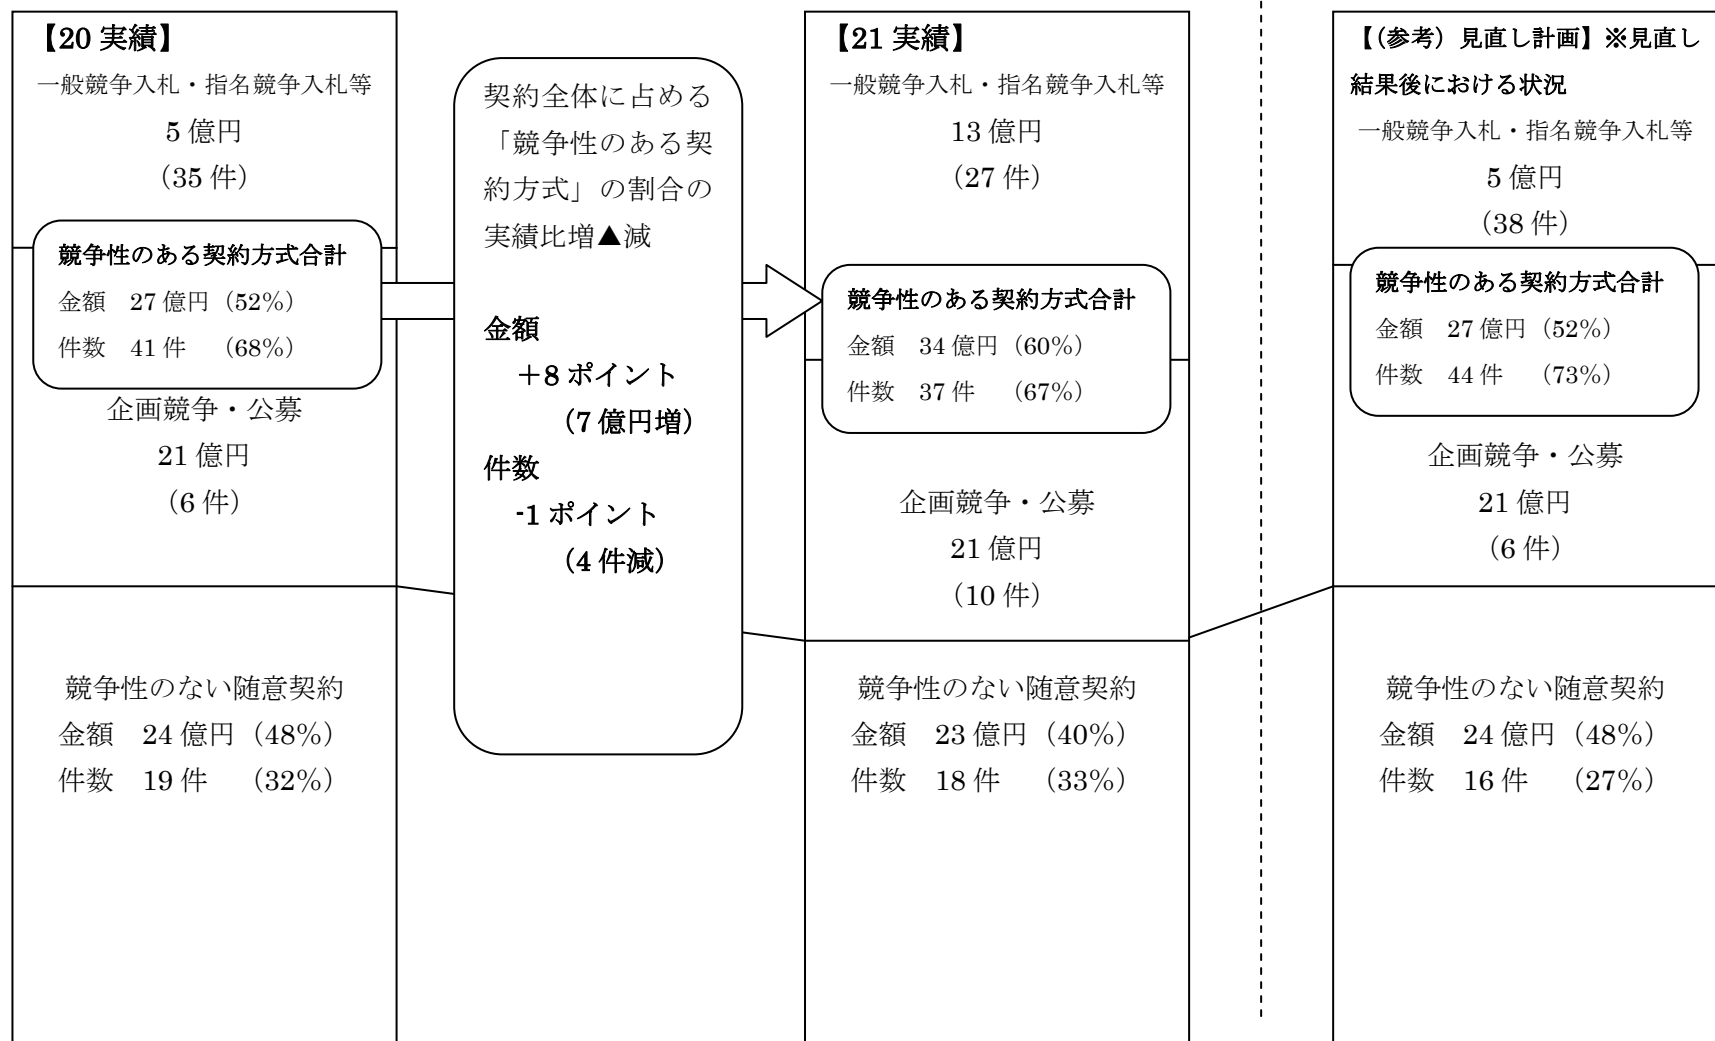 【20 実績】
一般競争入札・指名競争入札等
5 億円
（35 件）
競争性のある契約方式合計
金額　27 億円（52%）
件数　41 件　（68%）
企画競争・公募
21 億円
（6 件）
競争性のない随意契約
金額　24 億円（48%）
件数　19 件　（32%）
契約全体に占める
「競争性のある契
約方式」の割合の
実績比増▲減
金額
＋8 ポイント
（7 億円増）
件数
-1 ポイント
（4 件減）
【21 実績】
一般競争入札・指名競争入札等
13 億円
（27 件）
競争性のある契約方式合計
金額　34 億円（60%）
件数　37 件　（67%）
企画競争・公募
21 億円
（10 件）
競争性のない随意契約
金額　23 億円（40%）
件数　18 件　（33%）
【(参考）見直し計画】※見直し
結果後における状況
一般競争入札・指名競争入札等
5 億円
（38 件）
競争性のある契約方式合計
金額　27 億円（52%）
件数　44 件　（73%）
企画競争・公募
21 億円
（6 件）
競争性のない随意契約
金額　24 億円（48%）
件数　16 件　（27%）